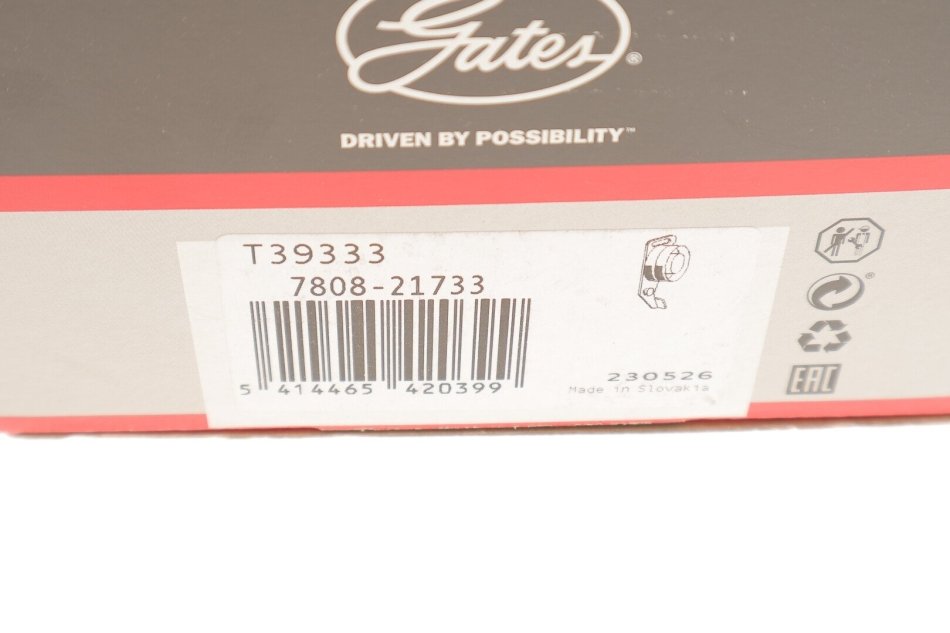 Gates®
DRIVEN BY POSSIBILITY™
T39333
7808-21733
5 414465 420399
230526
Made in Slovakia
®
EAC